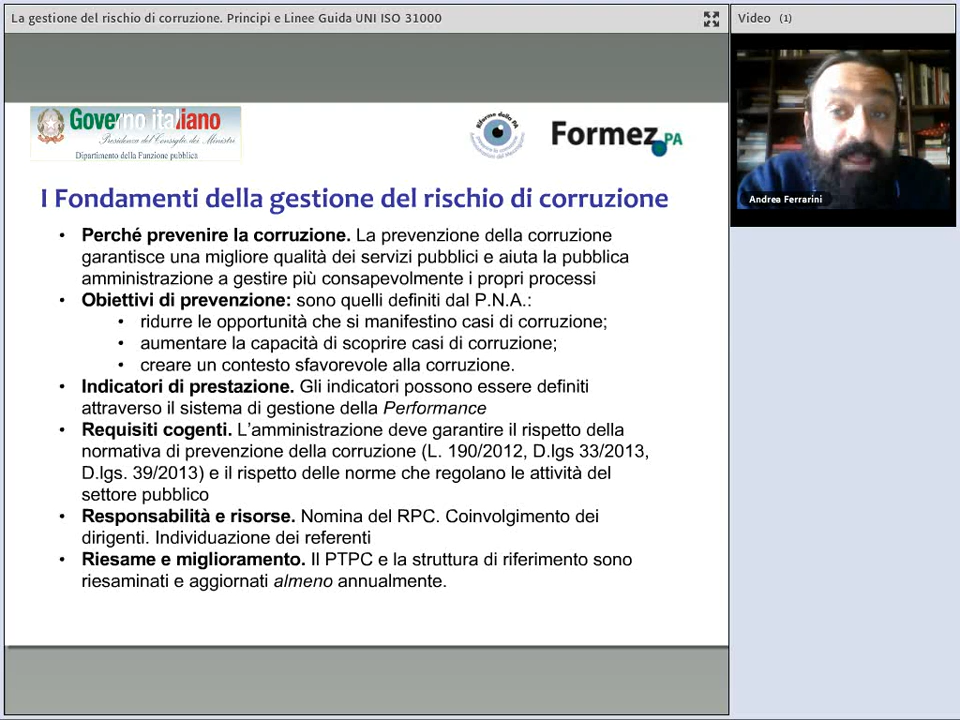 La gestione del rischio di corruzione. Principi e Linee Guida UNI ISO 31000
Video (1)
Governo italiano
Presidenza del Consiglio dei Ministri
Dipartimento della Funzione pubblica
Riforme della PA
Formez PA
Andrea Ferrarini
I Fondamenti della gestione del rischio di corruzione
• Perché prevenire la corruzione. La prevenzione della corruzione
garantisce una migliore qualità dei servizi pubblici e aiuta la pubblica
amministrazione a gestire più consapevolmente i propri processi
• Obiettivi di prevenzione: sono quelli definiti dal P.N.A.:
• ridurre le opportunità che si manifestino casi di corruzione;
• aumentare la capacità di scoprire casi di corruzione;
• creare un contesto sfavorevole alla corruzione.
• Indicatori di prestazione. Gli indicatori possono essere definiti
attraverso il sistema di gestione della Performance
• Requisiti cogenti. L’amministrazione deve garantire il rispetto della
normativa di prevenzione della corruzione (L. 190/2012, D.lgs 33/2013,
D.lgs. 39/2013) e il rispetto delle norme che regolano le attività del
settore pubblico
• Responsabilità e risorse. Nomina del RPC. Coinvolgimento dei
dirigenti. Individuazione dei referenti
• Riesame e miglioramento. Il PTPC e la struttura di riferimento sono
riesaminati e aggiornati almeno annualmente.